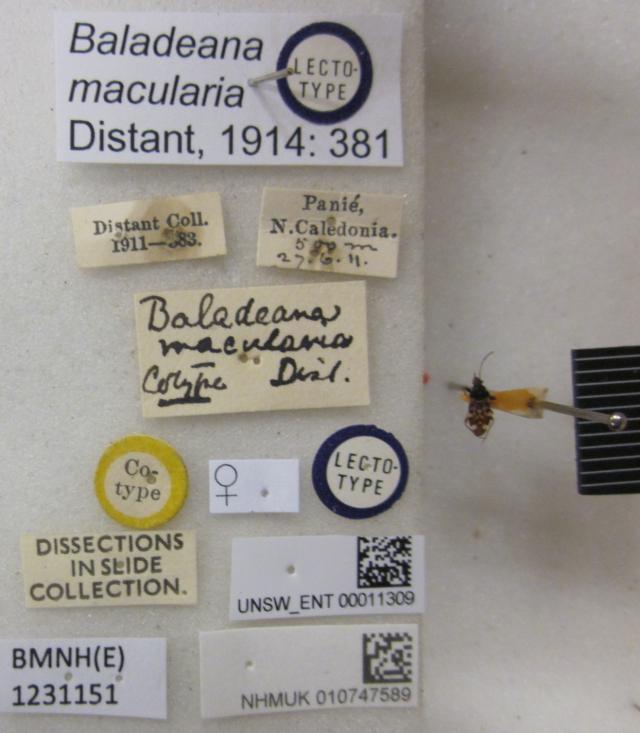 Baladeana
macularia
Distant, 1914: 381
LECTO-
TYPE
Distant Coll.
1911—383.
Panié,
N. Caledonia.
500 m
27.6.11.
Baladeana
macularia
Cotype Dist.
Co-
type
♀
LECTO-
TYPE
DISSECTIONS
IN SLIDE
COLLECTION.
UNSW_ENT 00011309
BMNH(E)
1231151
NHMUK 010747589